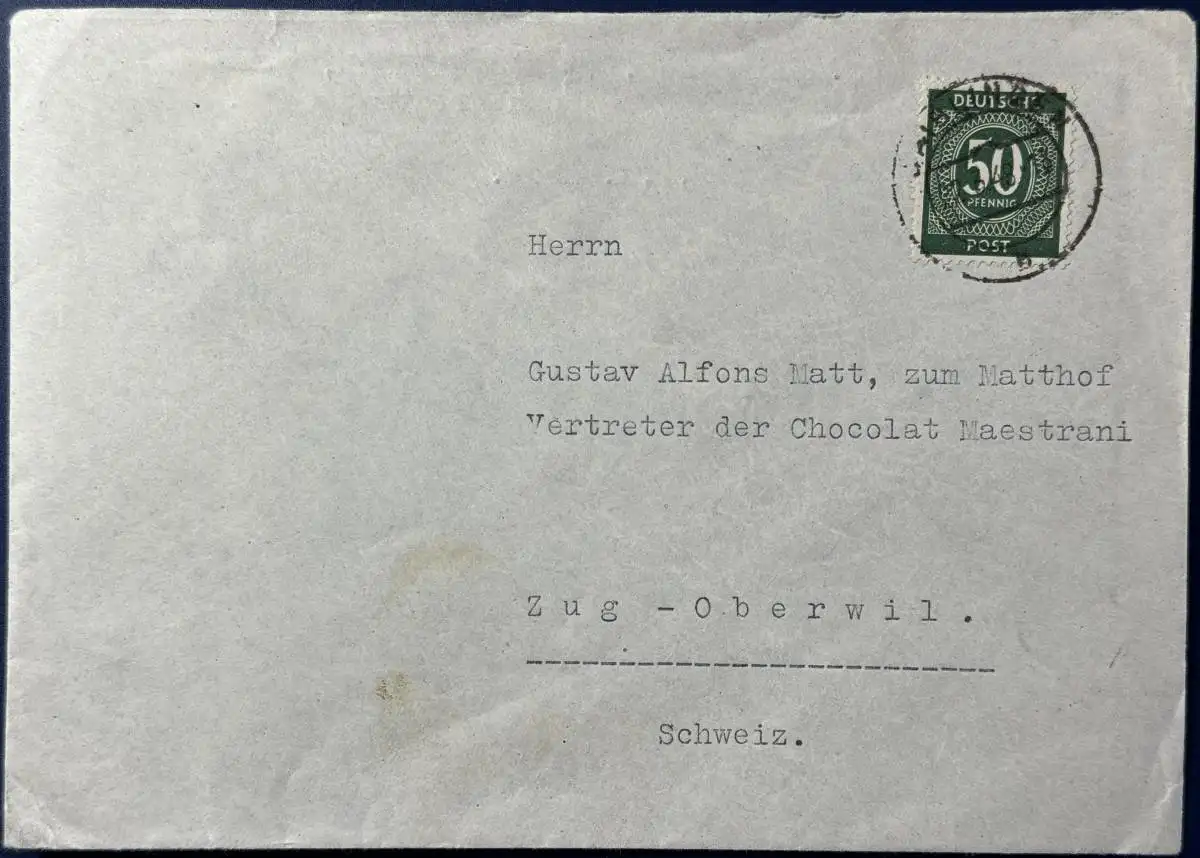 DEUTSCHE
50
PFENNIG
POST
Herrn
Gustav Alfons Matt, zum Matthof
Vertreter der Chocolat Maestrani
Zug - Oberwil.
Schweiz.